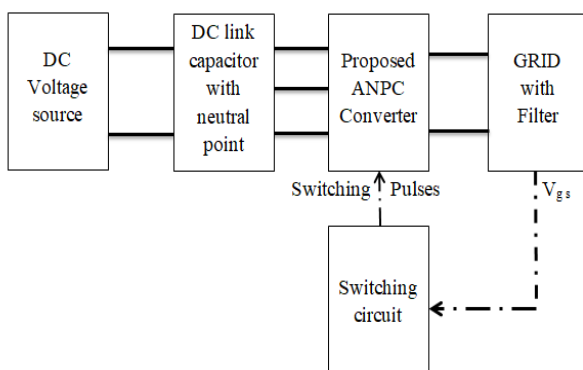 DC
Voltage
source
DC link
capacitor
with
neutral
point
Proposed
ANPC
Converter
GRID
with
Filter
Switching Pulses
Vgs
Switching
circuit